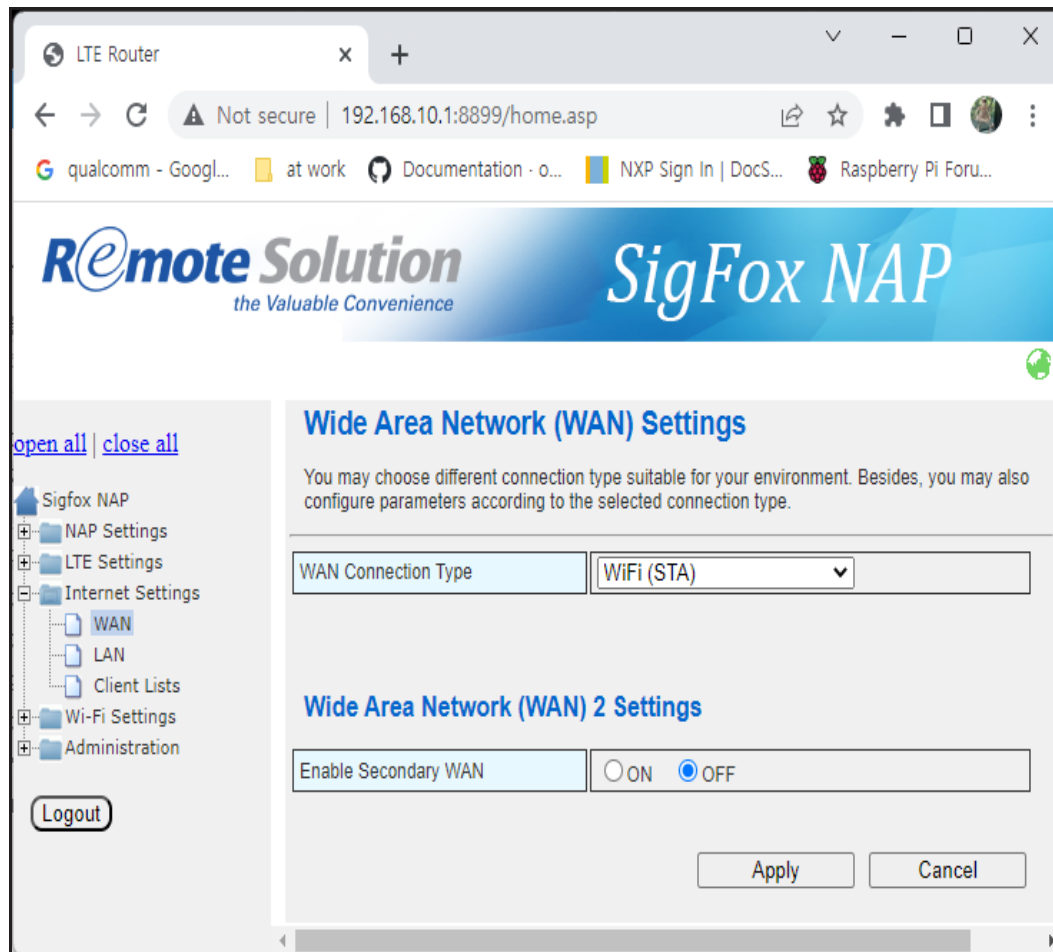 LTE Router
Not secure | 192.168.10.1:8899/home.asp
qualcomm - Googl... at work Documentation · o... NXP Sign In | DocS... Raspberry Pi Foru...
Remote Solution
the Valuable Convenience
SigFox NAP
open all | close all
Sigfox NAP
NAP Settings
LTE Settings
Internet Settings
WAN
LAN
Client Lists
Wi-Fi Settings
Administration
Logout
Wide Area Network (WAN) Settings
You may choose different connection type suitable for your environment. Besides, you may also
configure parameters according to the selected connection type.
WAN Connection Type WiFi (STA)
Wide Area Network (WAN) 2 Settings
Enable Secondary WAN ON OFF
Apply Cancel